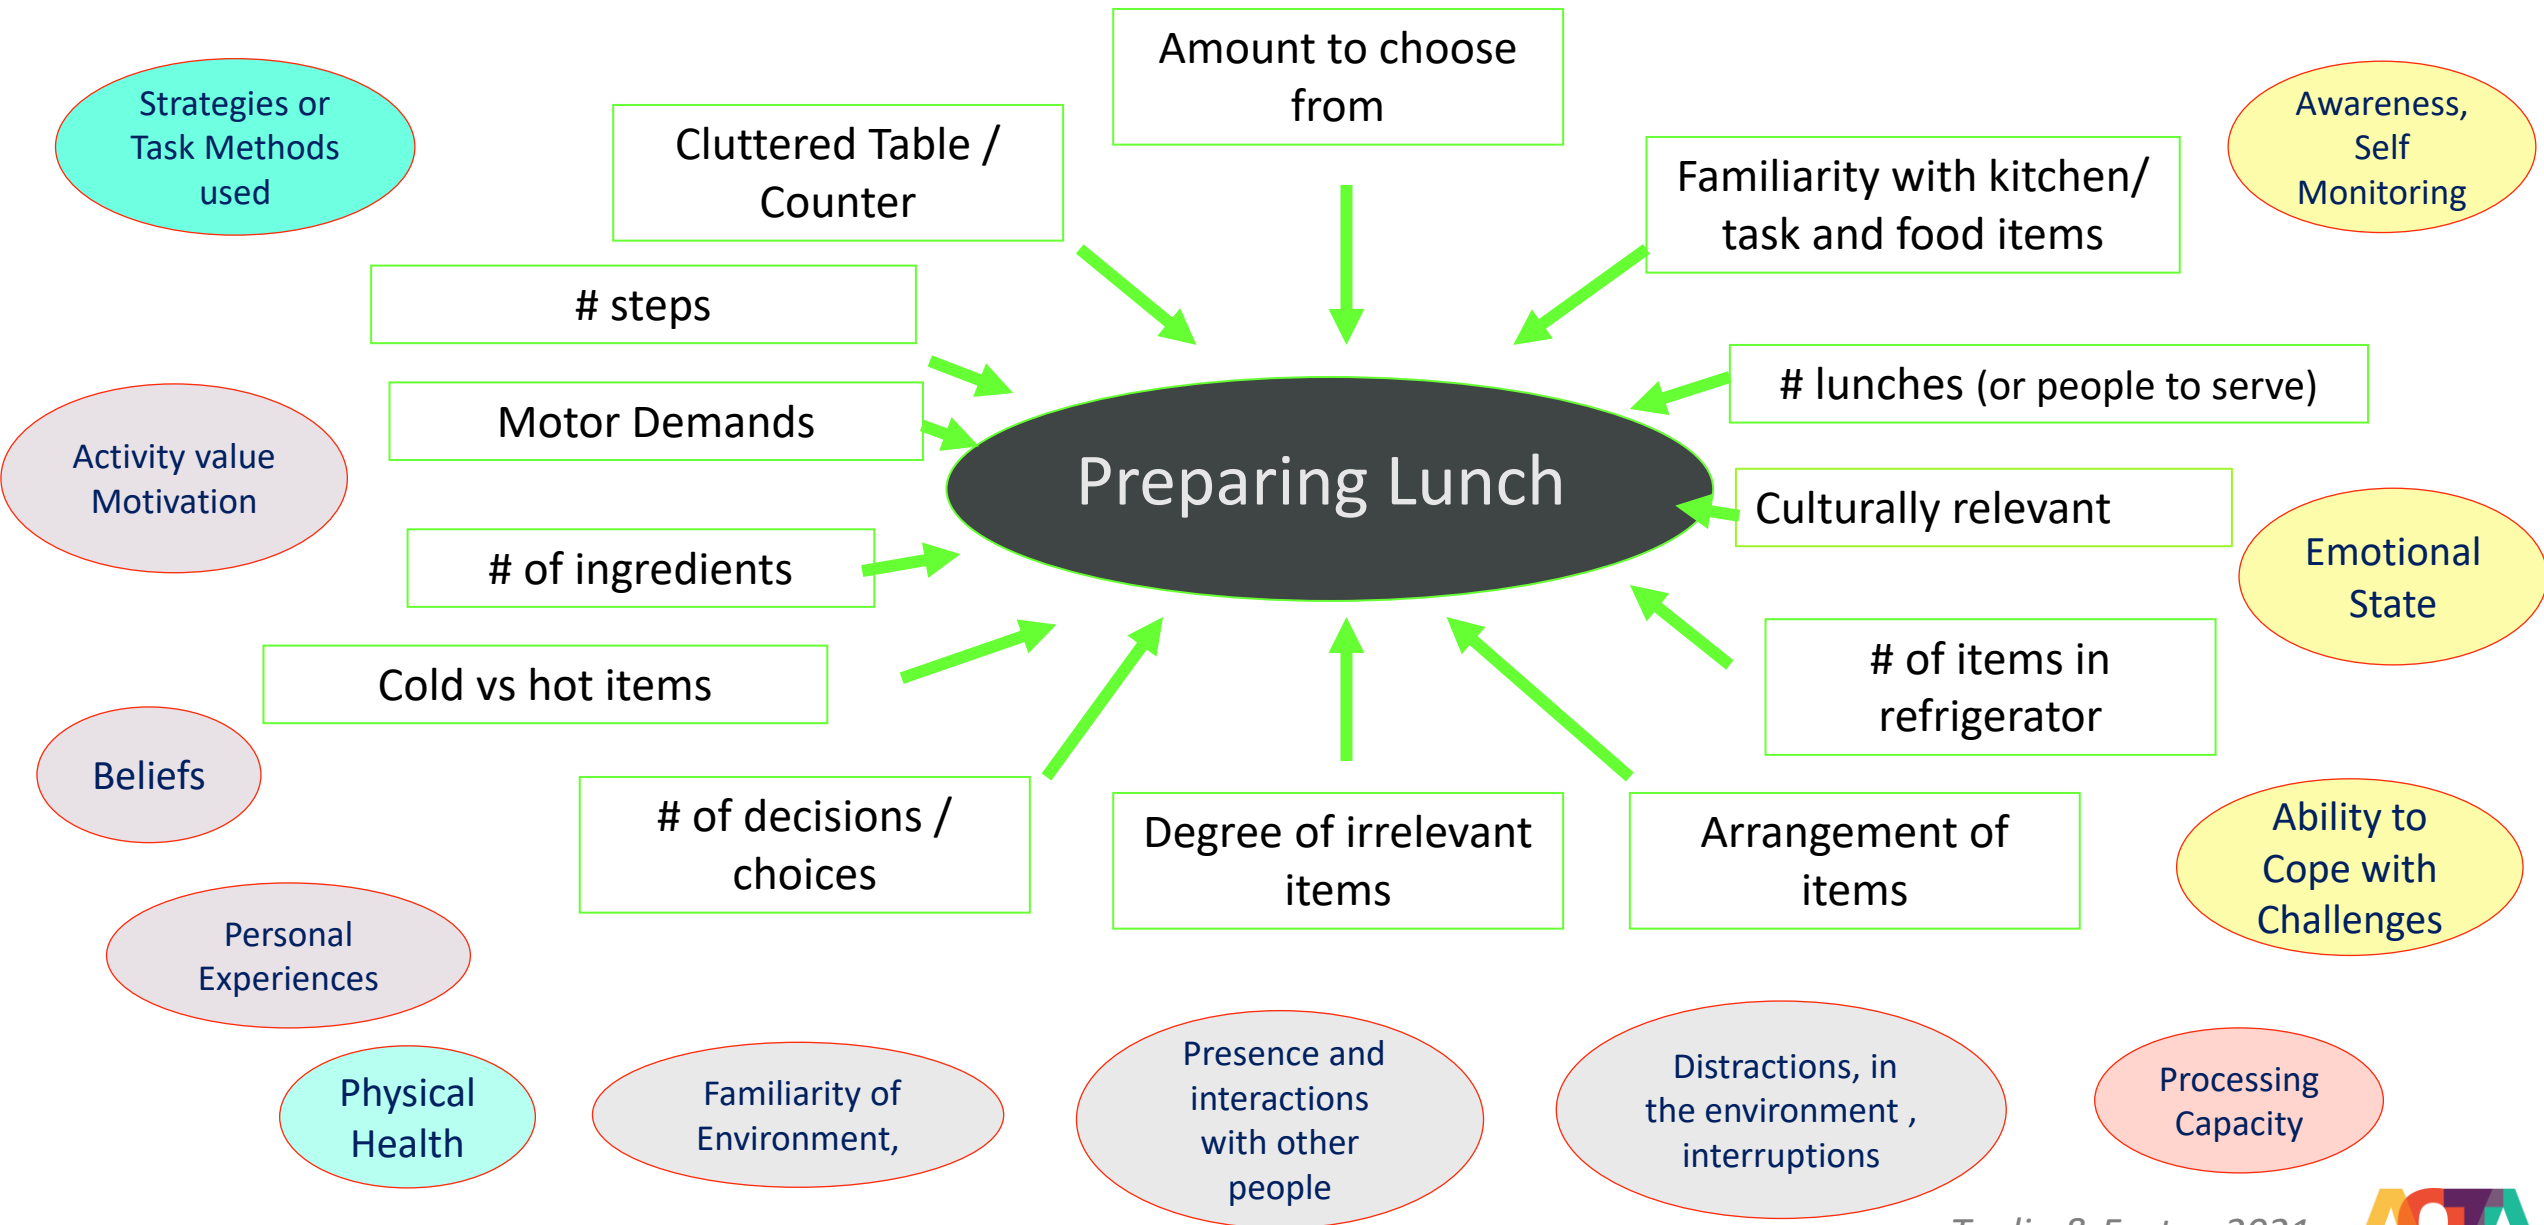 Amount to choose
from
Strategies or
Task Methods
used
Cluttered Table /
Counter
Familiarity with kitchen/
task and food items
Awareness,
Self
Monitoring
# steps
# lunches (or people to serve)
Motor Demands
Preparing Lunch
Activity value
Motivation
Culturally relevant
# of ingredients
Emotional
State
Cold vs hot items
# of items in
refrigerator
Beliefs
# of decisions /
choices
Degree of irrelevant
items
Arrangement of
items
Ability to
Cope with
Challenges
Personal
Experiences
Physical
Health
Familiarity of
Environment,
Presence and
interactions
with other
people
Distractions, in
the environment ,
interruptions
Processing
Capacity
2021